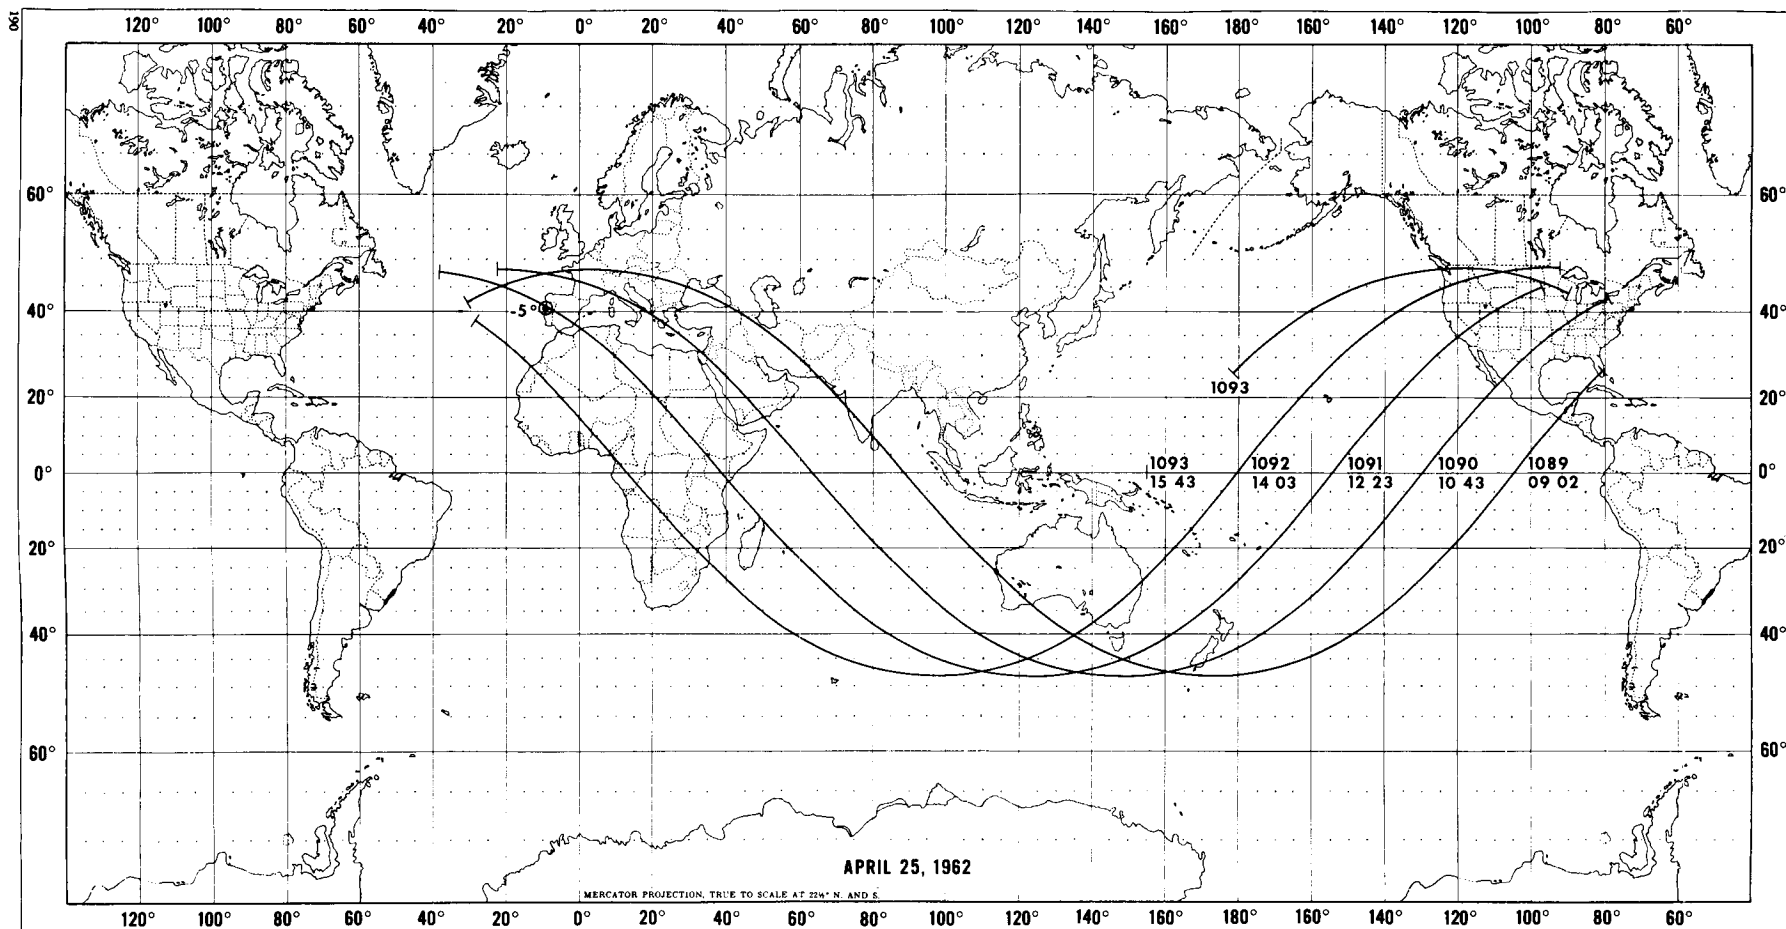 190
120° 100° 80° 60° 40° 20° 0° 20° 40° 60° 80° 100° 120° 140° 160° 180° 160° 140° 120° 100° 80° 60°
60° 60°
40° -5° 40°
1093
20° 20°
1093 1092 1091 1090 1089
0° 0°
15 43 14 03 12 23 10 43 09 02
20° 20°
40° 40°
60° 60°
APRIL 25, 1962
MERCATOR PROJECTION, TRUE TO SCALE AT 22½° N. AND S.
120° 100° 80° 60° 40° 20° 0° 20° 40° 60° 80° 100° 120° 140° 160° 180° 160° 140° 120° 100° 80° 60°